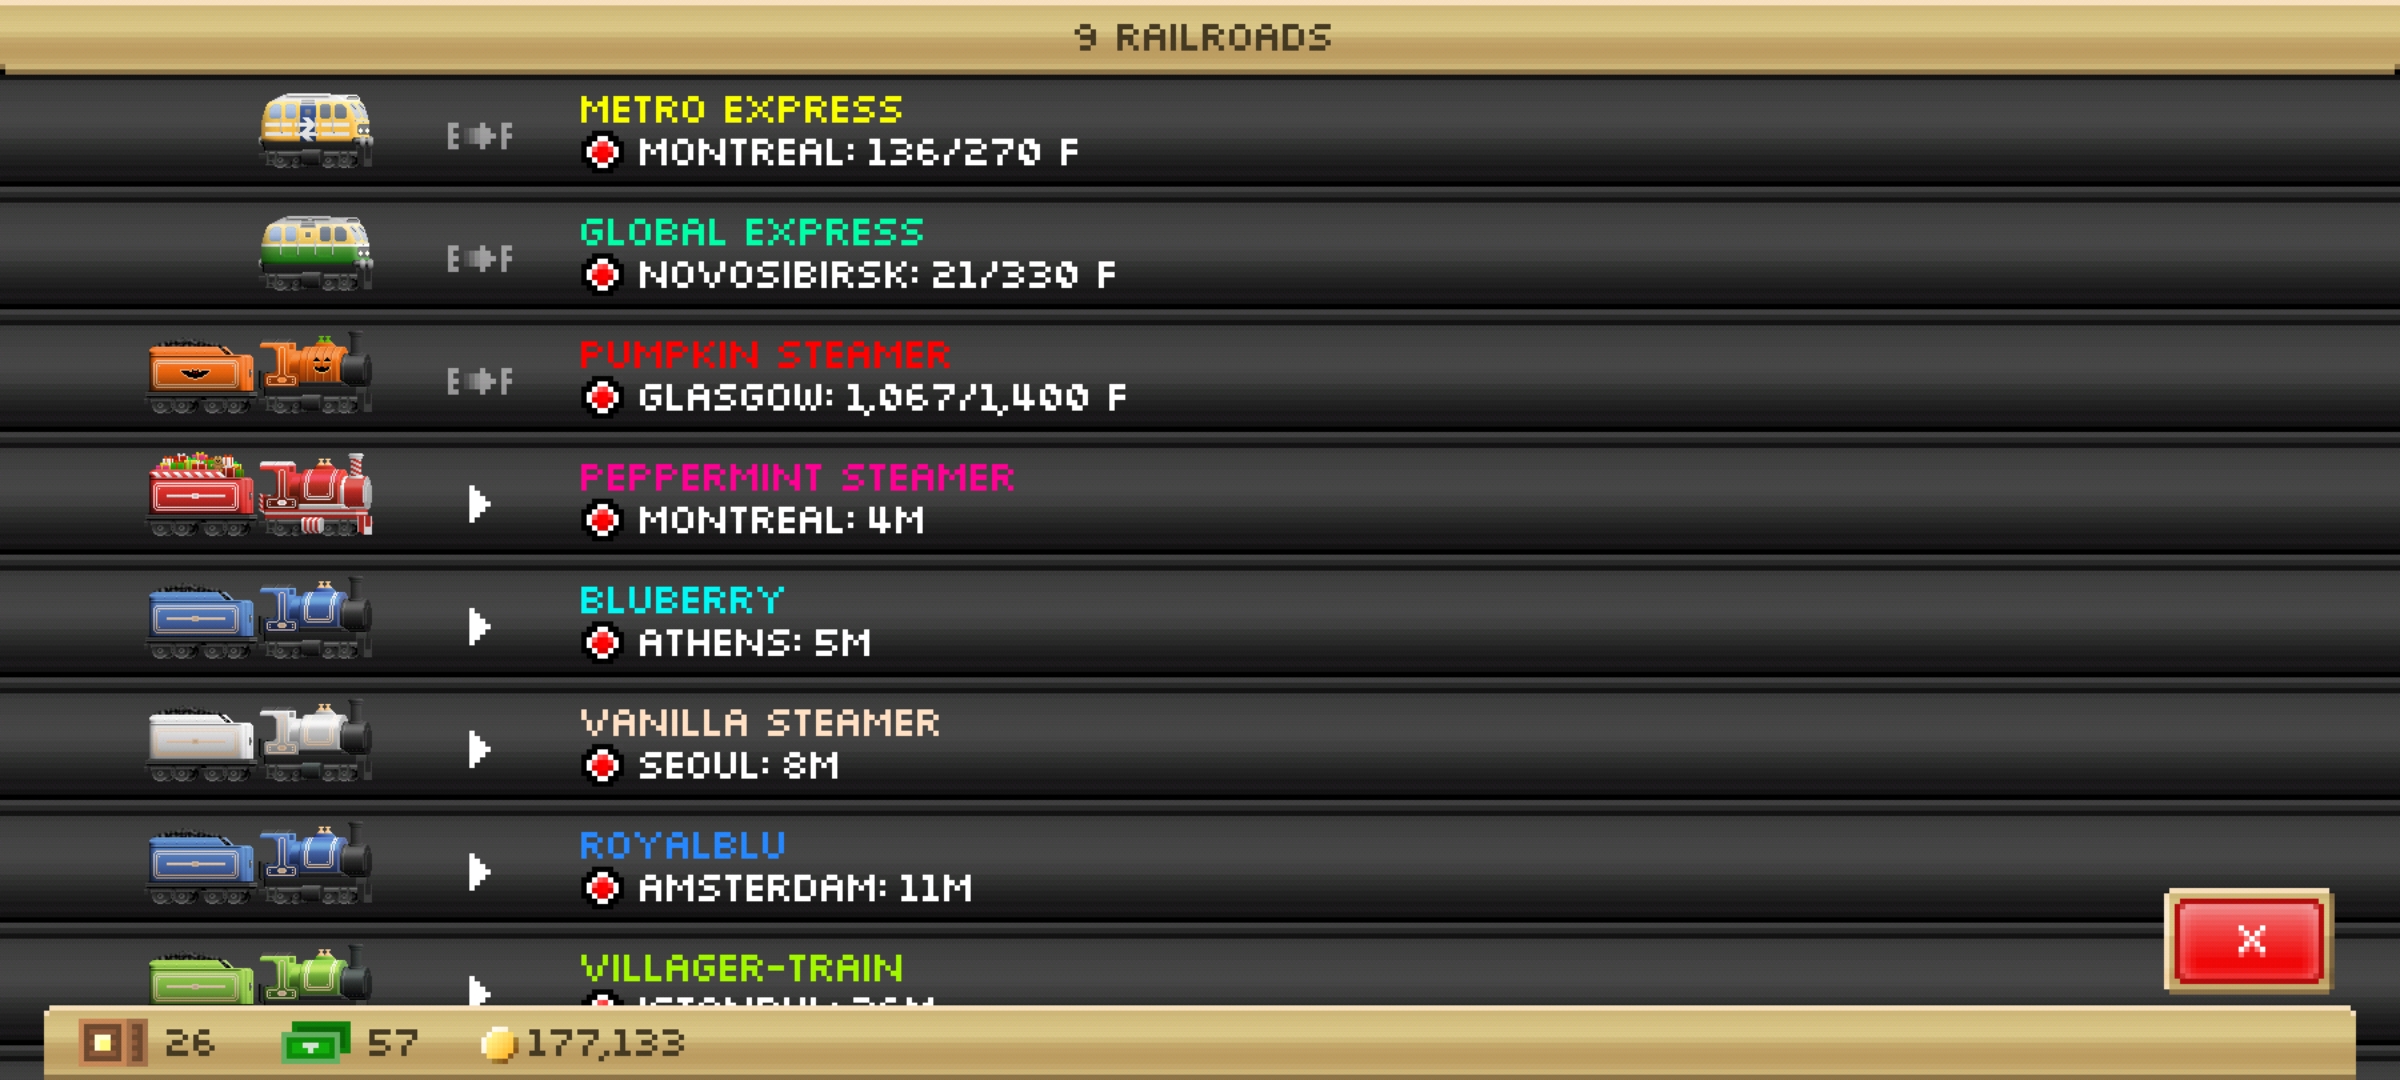 9 RAILROADS
METRO EXPRESS
E F
MONTREAL: 136/270 F
GLOBAL EXPRESS
E F
NOVOSIBIRSK: 21/330 F
PUMPKIN STEAMER
E F
GLASGOW: 1,067/1,400 F
PEPPERMINT STEAMER
MONTREAL: 4M
BLUBERRY
ATHENS: 5M
VANILLA STEAMER
SEOUL: 8M
ROYALBLU
AMSTERDAM: 11M
X
VILLAGER-TRAIN
26 57 177,133